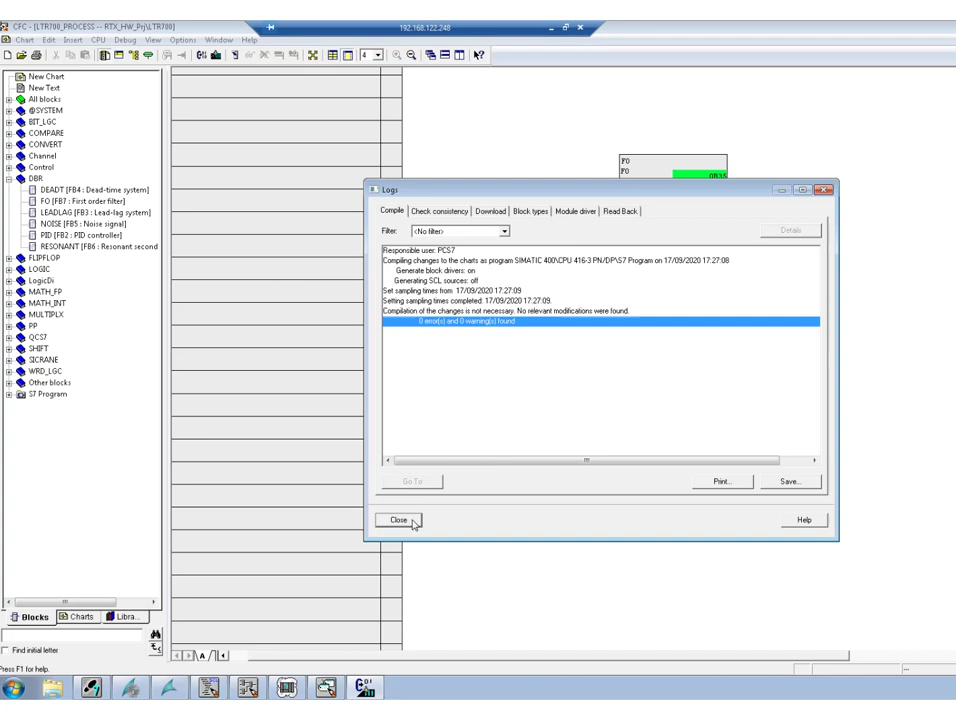 CFC - [LTR700_PROCESS -- RTX_HW_Prj\LTR700]
192.168.122.248
Chart Edit Insert CPU Debug View Options Window Help
4
New Chart
New Text
All blocks
@SYSTEM
BIT_LGC
COMPARE
CONVERT
Channel
Control
DBR
DEADT [FB4 : Dead-time system]
FO [FB7 : First order filter]
LEADLAG [FB3 : Lead-lag system]
NOISE [FB5 : Noise signal]
PID [FB2 : PID controller]
RESONANT [FB6 : Resonant second
FLIPFLOP
LOGIC
LogicDi
MATH_FP
MATH_INT
MULTIPLX
PP
QCS7
SHIFT
SICRANE
WRD_LGC
Other blocks
S7 Program
FO
FO
OB35
Logs
Compile Check consistency Download Block types Module driver Read Back
Filter: <No filter> Details
Responsible user: PCS7
Compiling changes to the charts as program SIMATIC 400\CPU 416-3 PN/DP\S7 Program on 17/09/2020 17:27:08
Generate block drivers: on
Generating SCL sources: off
Set sampling times from 17/09/2020 17:27:09
Setting sampling times completed: 17/09/2020 17:27:09.
Compilation of the changes is not necessary. No relevant modifications were found.
0 error(s) and 0 warning(s) found
Go To Print... Save...
Close Help
Blocks Charts Libra...
Find initial letter
A
Press F1 for help.